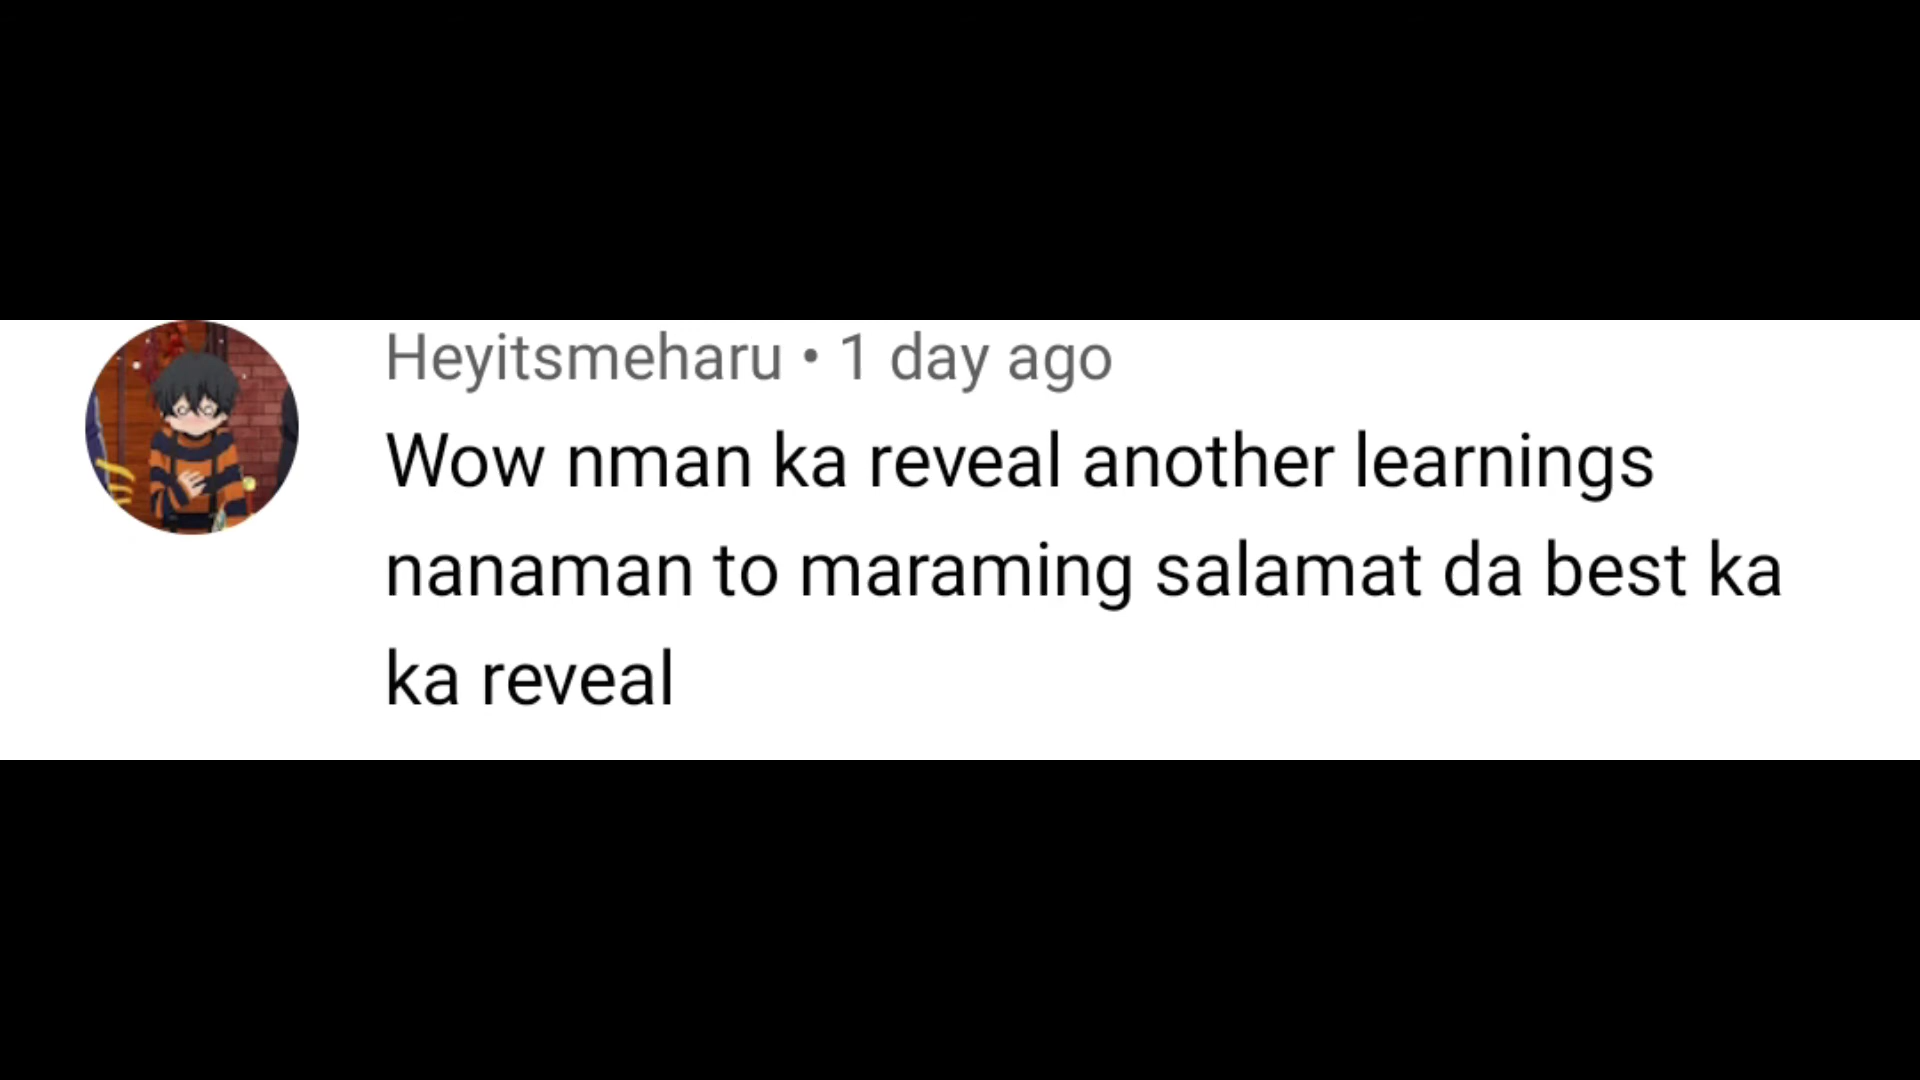 Heyitsmeharu • 1 day ago
Wow nman ka reveal another learnings
nanaman to maraming salamat da best ka
ka reveal